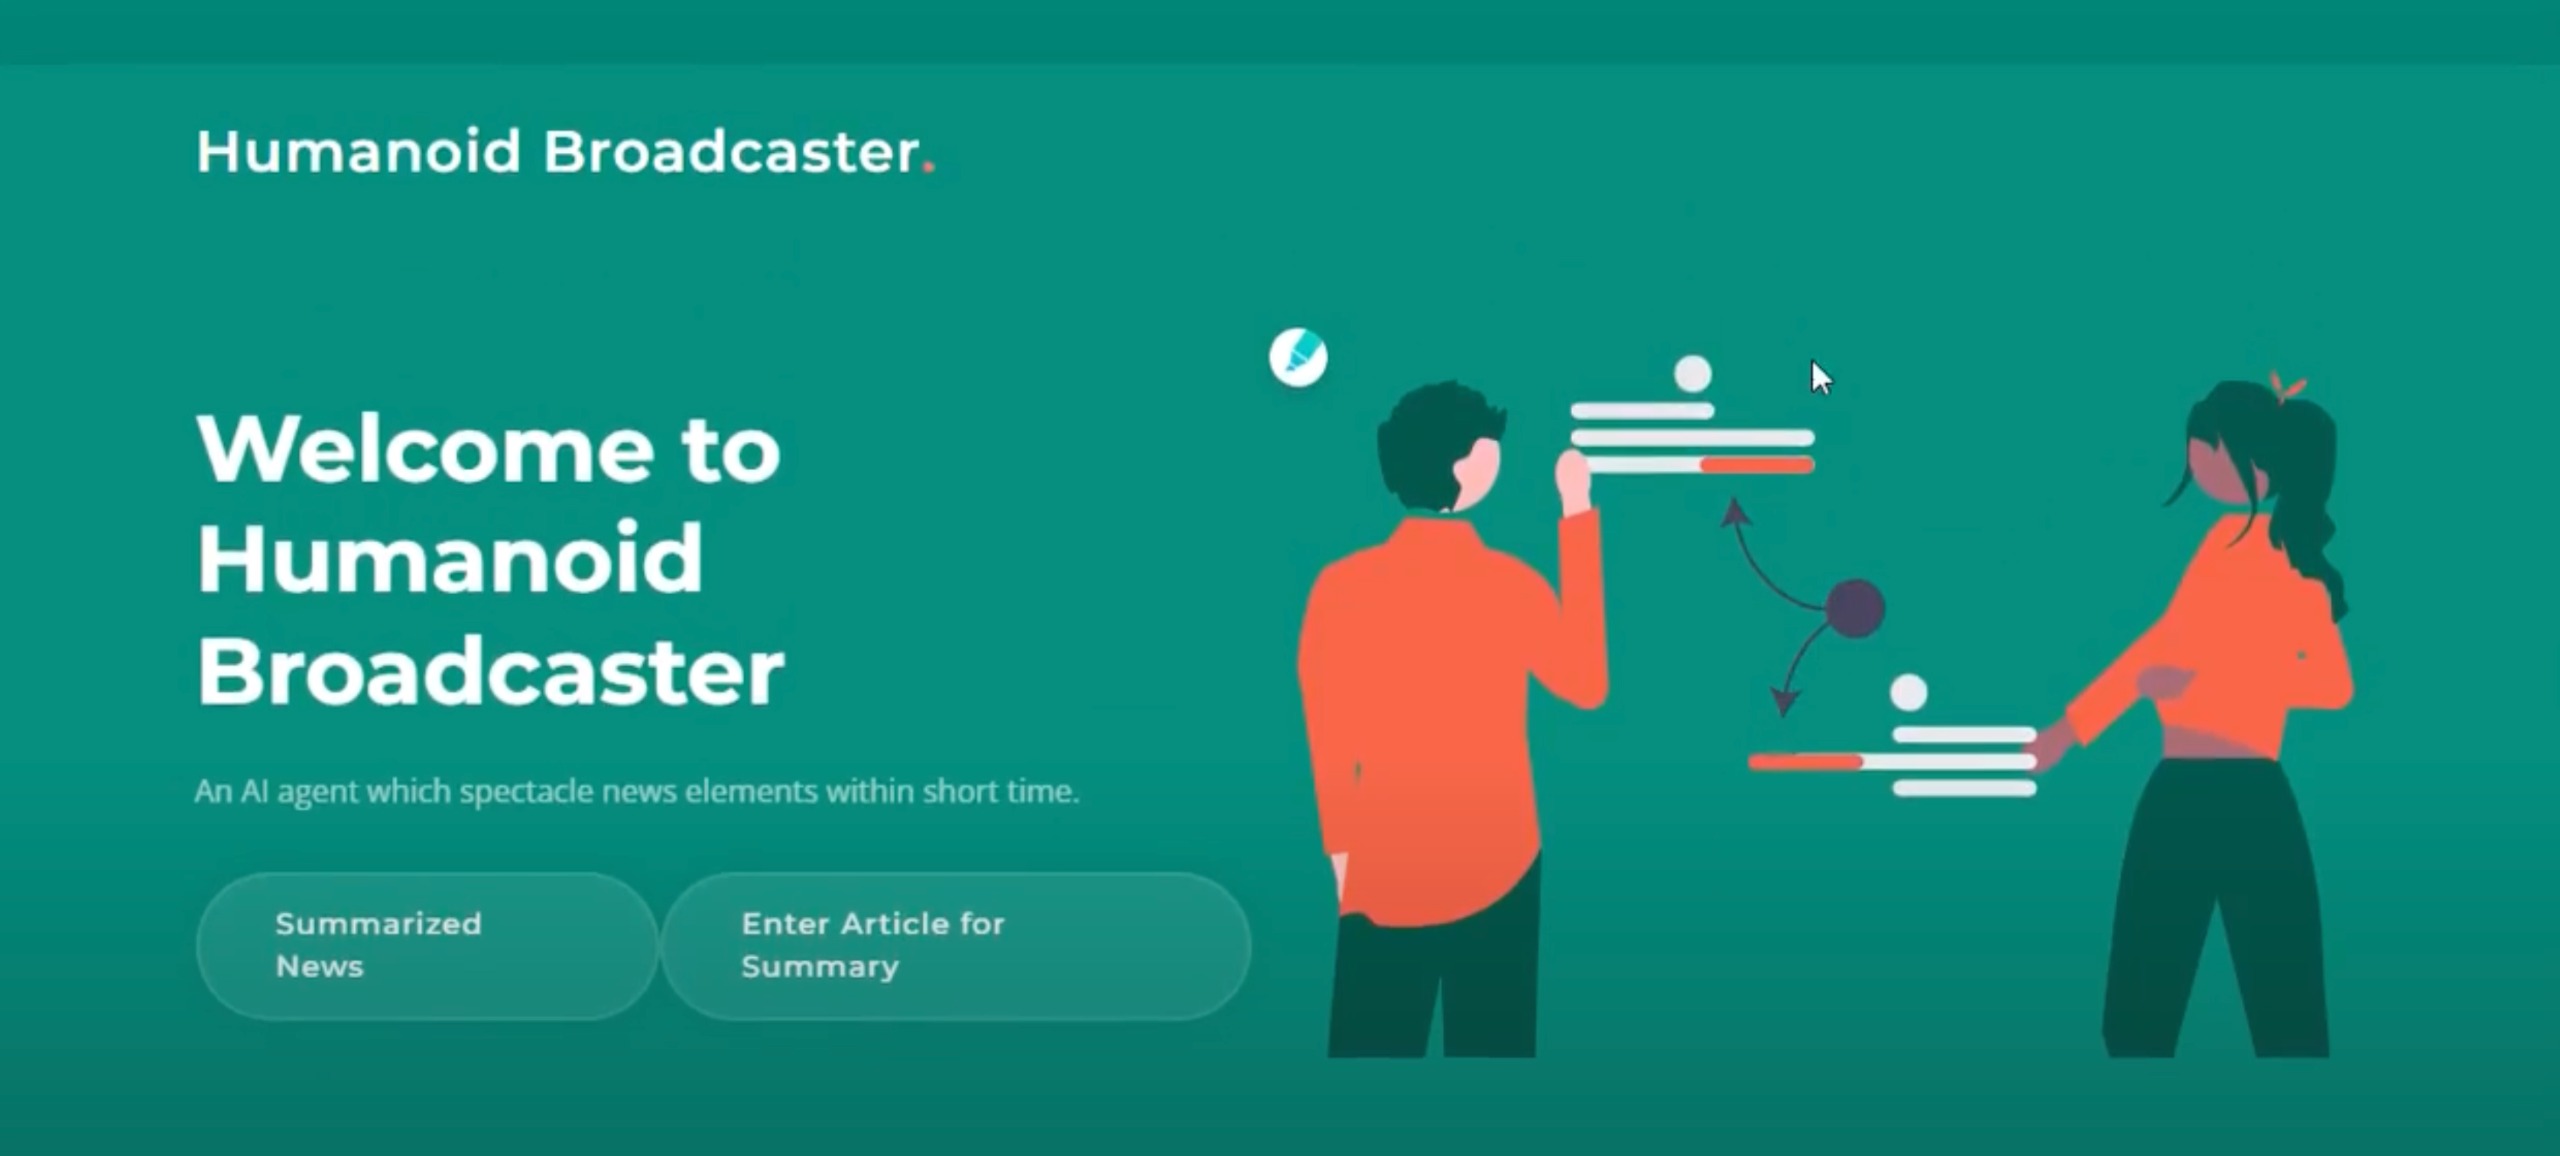 Humanoid Broadcaster.
Welcome to
Humanoid
Broadcaster
An AI agent which spectacle news elements within short time.
Summarized
News
Enter Article for
Summary